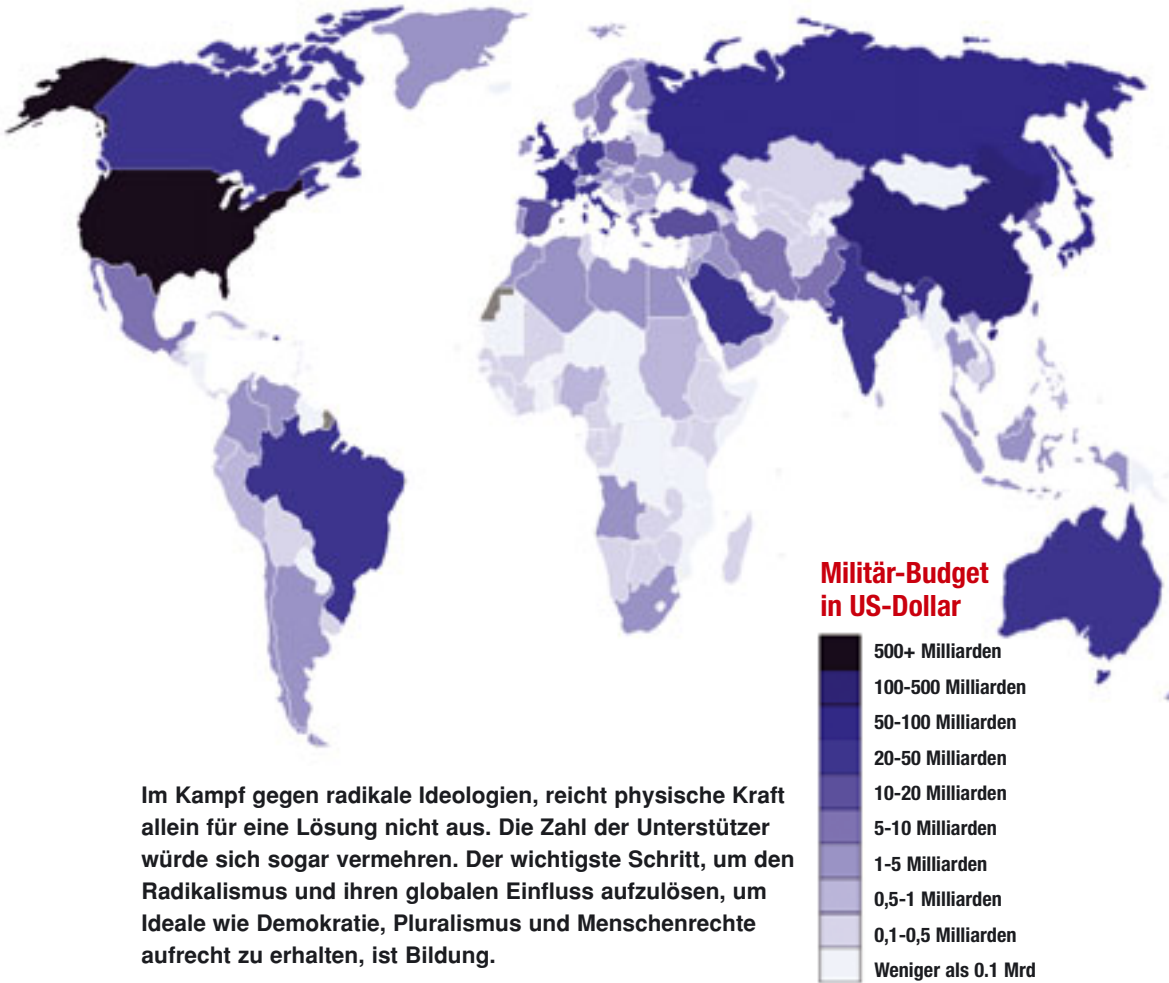 Militär-Budget
in US-Dollar
500+ Milliarden
100-500 Milliarden
50-100 Milliarden
20-50 Milliarden
10-20 Milliarden
5-10 Milliarden
1-5 Milliarden
0,5-1 Milliarden
0,1-0,5 Milliarden
Weniger als 0.1 Mrd
Im Kampf gegen radikale Ideologien, reicht physische Kraft
allein für eine Lösung nicht aus. Die Zahl der Unterstützer
würde sich sogar vermehren. Der wichtigste Schritt, um den
Radikalismus und ihren globalen Einfluss aufzulösen, um
Ideale wie Demokratie, Pluralismus und Menschenrechte
aufrecht zu erhalten, ist Bildung.